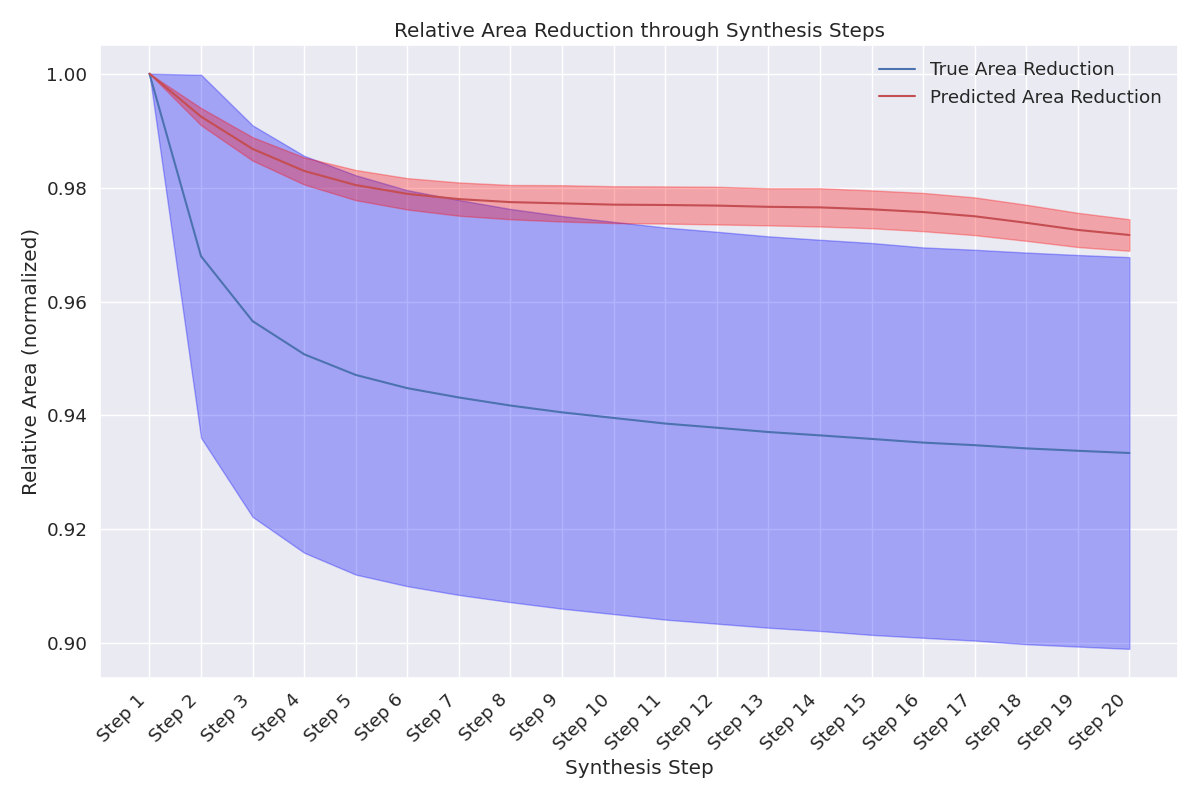 Relative Area Reduction through Synthesis Steps
True Area Reduction
Predicted Area Reduction
Relative Area (normalized)
1.00
0.98
0.96
0.94
0.92
0.90
Step 1
Step 2
Step 3
Step 4
Step 5
Step 6
Step 7
Step 8
Step 9
Step 10
Step 11
Step 12
Step 13
Step 14
Step 15
Step 16
Step 17
Step 18
Step 19
Step 20
Synthesis Step